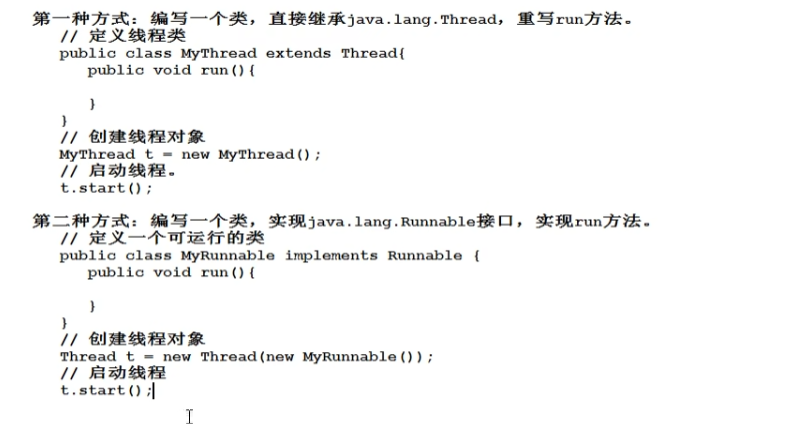 第一种方式：编写一个类，直接继承java.lang.Thread，重写run方法。
// 定义线程类
public class MyThread extends Thread{
public void run(){
}
}
// 创建线程对象
MyThread t = new MyThread();
// 启动线程。
t.start();
第二种方式：编写一个类，实现java.lang.Runnable接口，实现run方法。
// 定义一个可运行的类
public class MyRunnable implements Runnable {
public void run(){
}
}
// 创建线程对象
Thread t = new Thread(new MyRunnable());
// 启动线程
t.start();